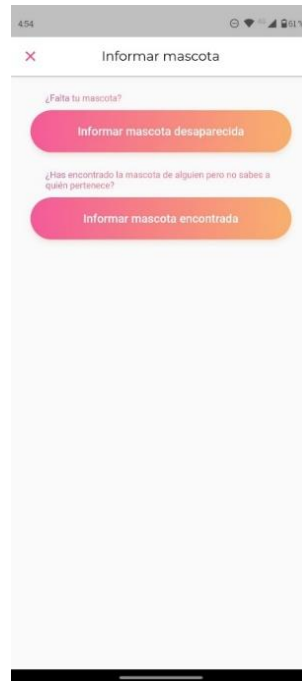 4:54
61%
Informar mascota
¿Falta tu mascota?
Informar mascota desaparecida
¿Has encontrado la mascota de alguien pero no sabes a
quién pertenece?
Informar mascota encontrada